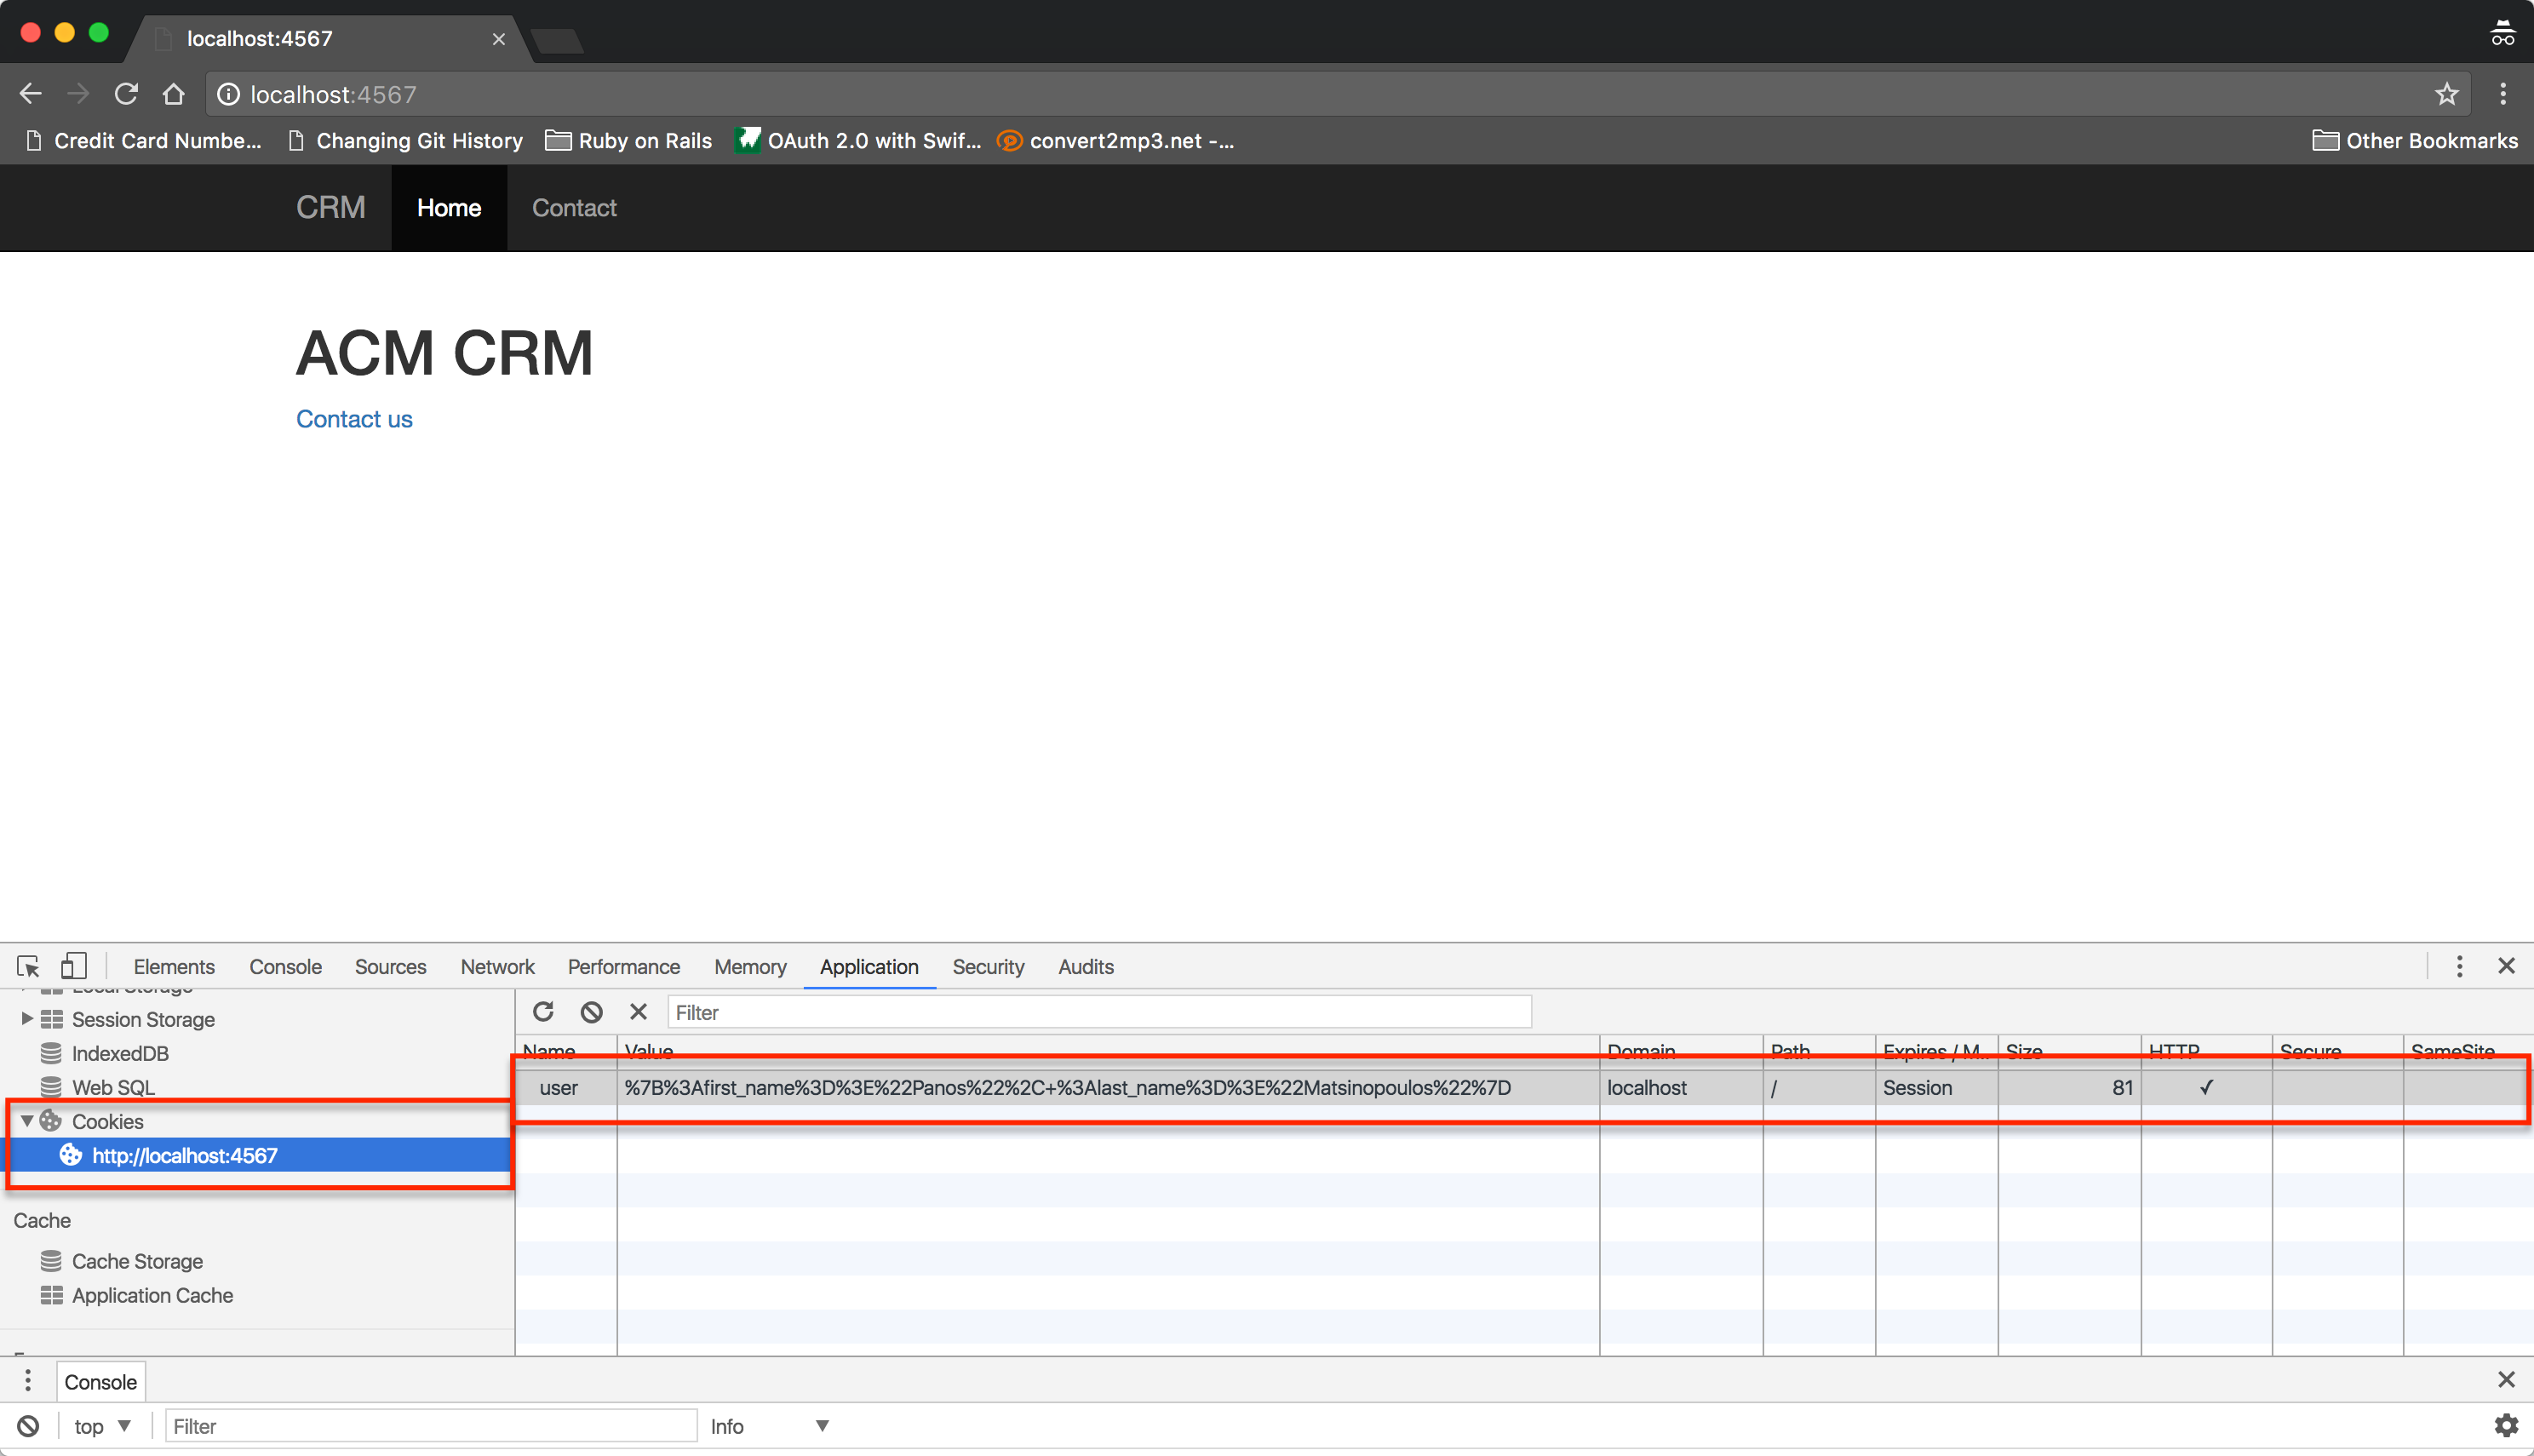 localhost:4567
localhost:4567
Credit Card Numbe... Changing Git History Ruby on Rails OAuth 2.0 with Swif... convert2mp3.net -... Other Bookmarks
CRM Home Contact
ACM CRM
Contact us
Elements Console Sources Network Performance Memory Application Security Audits
Local Storage
Session Storage
IndexedDB
Web SQL
Cookies
http://localhost:4567
Cache
Cache Storage
Application Cache
Filter
Name Value Domain Path Expires / M... Size HTTP Secure SameSite
user %7B%3Afirst_name%3D%3E%22Panos%22%2C+%3Alast_name%3D%3E%22Matsinopoulos%22%7D localhost / Session 81 ✓
Console
top Filter Info